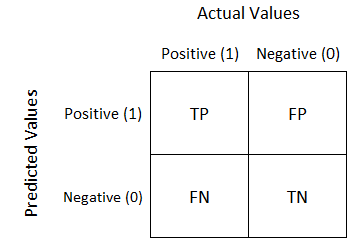 Actual Values
Positive (1) Negative (0)
Predicted Values
Positive (1) TP FP
Negative (0) FN TN